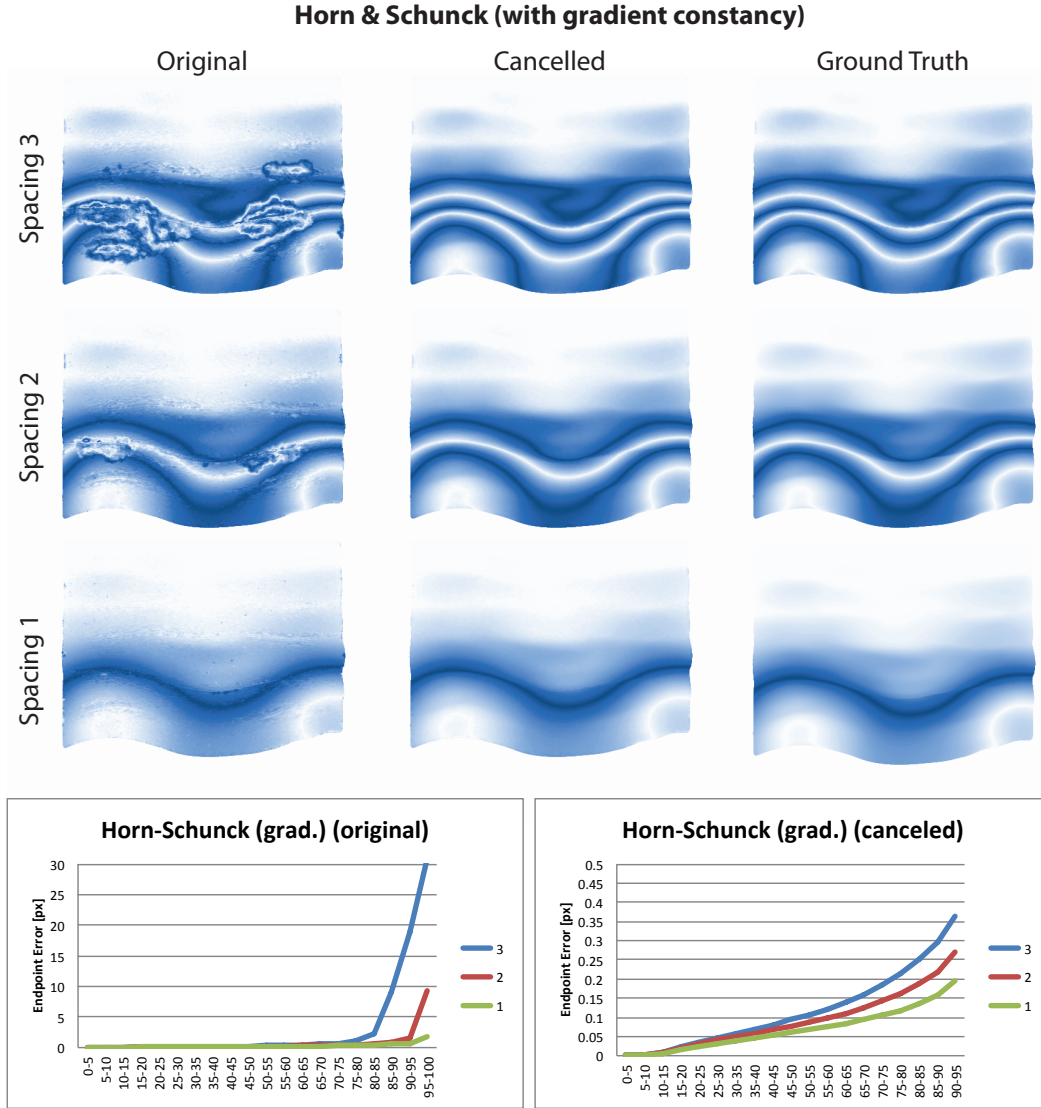 Horn & Schunck (with gradient constancy)
Original Cancelled Ground Truth
Spacing 3
Spacing 2
Spacing 1
Horn-Schunck (grad.) (original)
Endpoint Error [px]
30
25
20
15
10
5
0
0-5 5-10 10-15 15-20 20-25 25-30 30-35 35-40 40-45 45-50 50-55 55-60 60-65 65-70 70-75 75-80 80-85 85-90 90-95 95-100
3
2
1
Horn-Schunck (grad.) (canceled)
Endpoint Error [px]
0.5
0.45
0.4
0.35
0.3
0.25
0.2
0.15
0.1
0.05
0
0-5 5-10 10-15 15-20 20-25 25-30 30-35 35-40 40-45 45-50 50-55 55-60 60-65 65-70 70-75 75-80 80-85 85-90 90-95
3
2
1